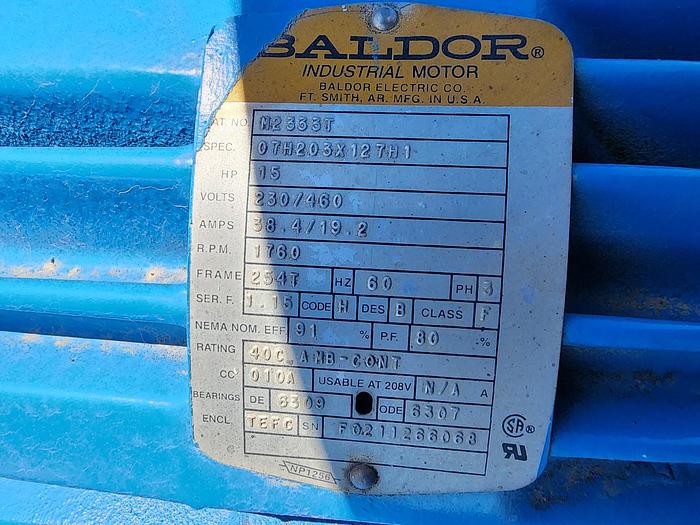 BALDOR®
INDUSTRIAL MOTOR
BALDOR ELECTRIC CO.
FT. SMITH, AR. MFG. IN U.S.A.
CAT NO. M2333T
SPEC. 07H203X127H1
HP 15
VOLTS 230/460
AMPS 38.4/19.2
R.P.M. 1760
FRAME 254T HZ 60 PH 3
SER. F. 1.15 CODE H DES B CLASS F
NEMA NOM. EFF. 91 % P.F. 80 %
RATING 40C AMB-CONT
CC 010A USABLE AT 208V N/A A
BEARINGS DE 6309 ODE 6307
ENCL. TEFC SN F0211266068
NP1256